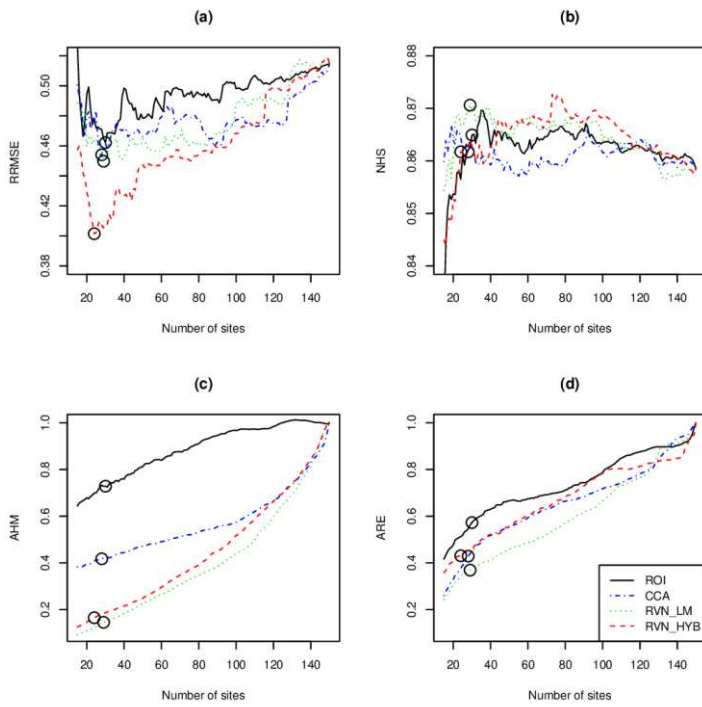 (a)
RRMSE
0.50
0.46
0.42
0.38
20 40 60 80 100 120 140
Number of sites
(b)
NHS
0.88
0.87
0.86
0.85
0.84
20 40 60 80 100 120 140
Number of sites
(c)
AHM
1.0
0.8
0.6
0.4
0.2
20 40 60 80 100 120 140
Number of sites
(d)
ARE
1.0
0.8
0.6
0.4
0.2
20 40 60 80 100 120 140
Number of sites
ROI
CCA
RVN_LM
RVN_HYB